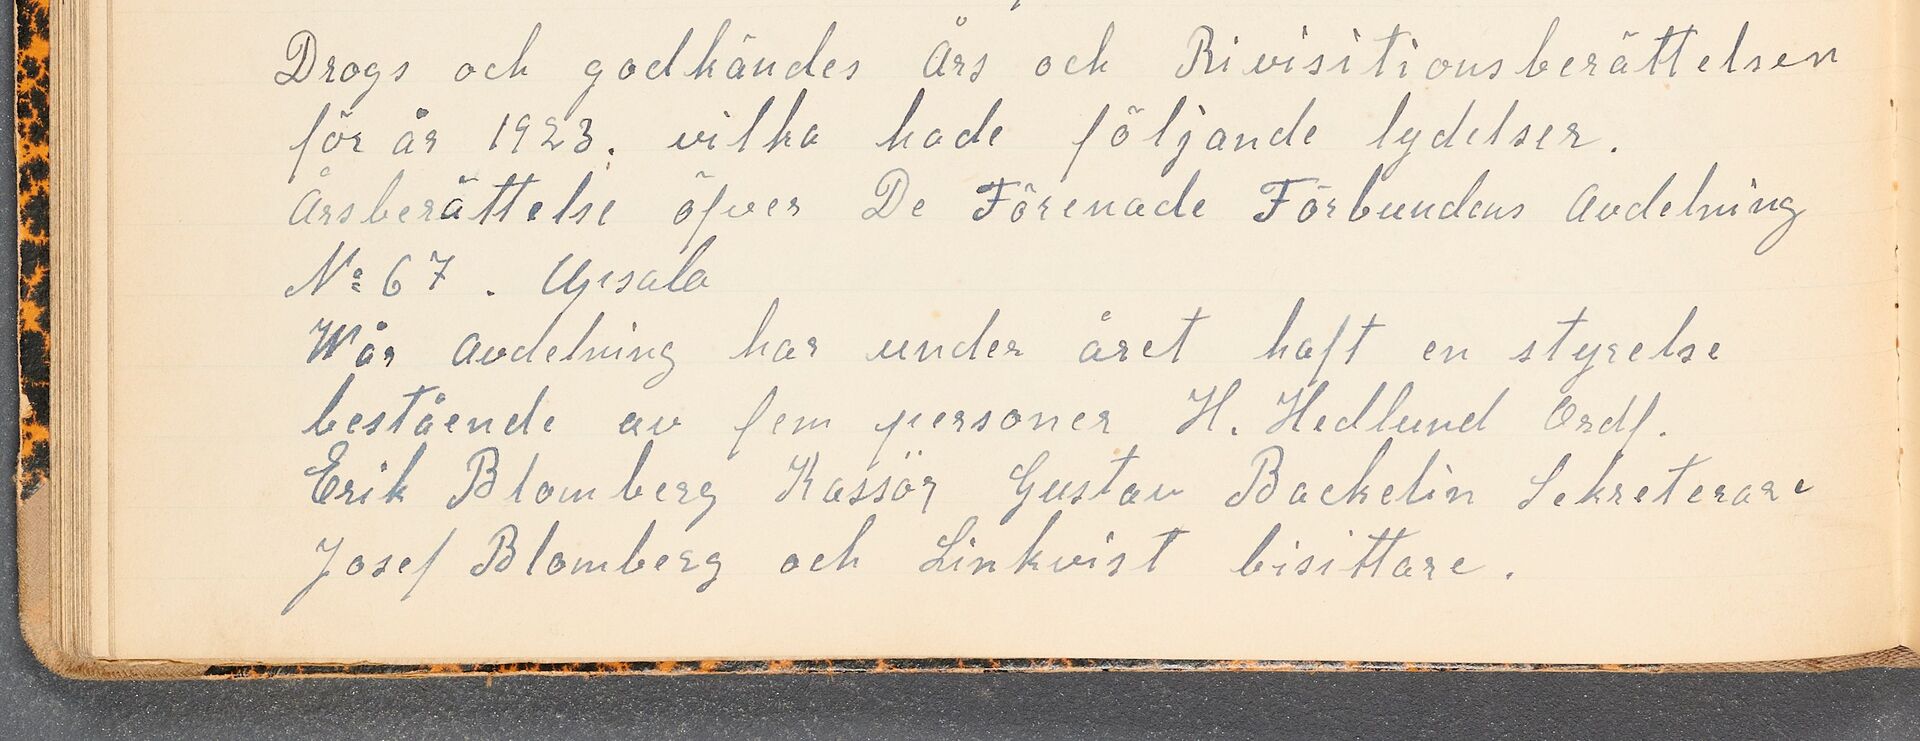 Drogs och godkändes Års och Rivisitionsberättelsen
för år 1923. vilka hade följande lydelser.
Årsberättelse öfver De Förenade Förbundens Avdelning
No 67. Upsala
Wår avdelning har under året haft en styrelse
bestående av fem personer H. Hedlund Ordf.
Erik Blomberg Kassör Gustav Backelin Sekreterare
Josef Blomberg och Linkvist bisittare.